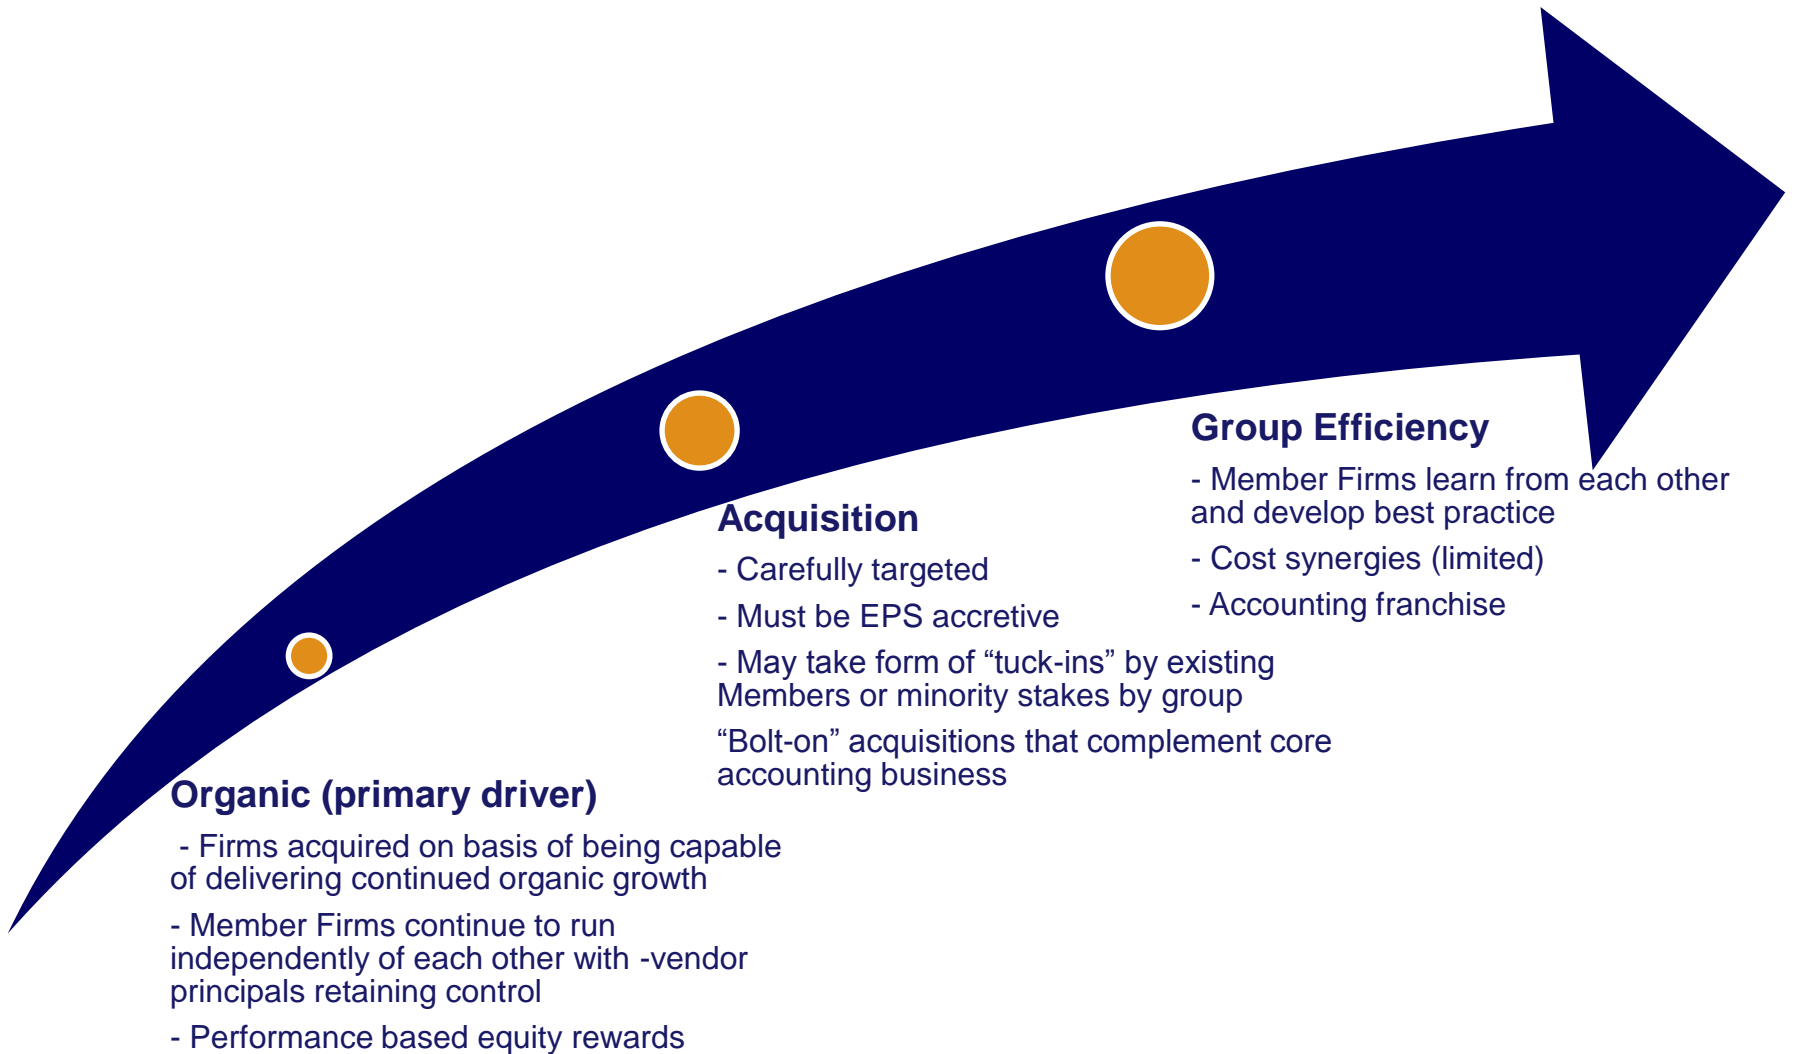 Organic (primary driver)
- Firms acquired on basis of being capable
of delivering continued organic growth
- Member Firms continue to run
independently of each other with -vendor
principals retaining control
- Performance based equity rewards
Acquisition
- Carefully targeted
- Must be EPS accretive
- May take form of “tuck-ins” by existing
Members or minority stakes by group
“Bolt-on” acquisitions that complement core
accounting business
Group Efficiency
- Member Firms learn from each other
and develop best practice
- Cost synergies (limited)
- Accounting franchise